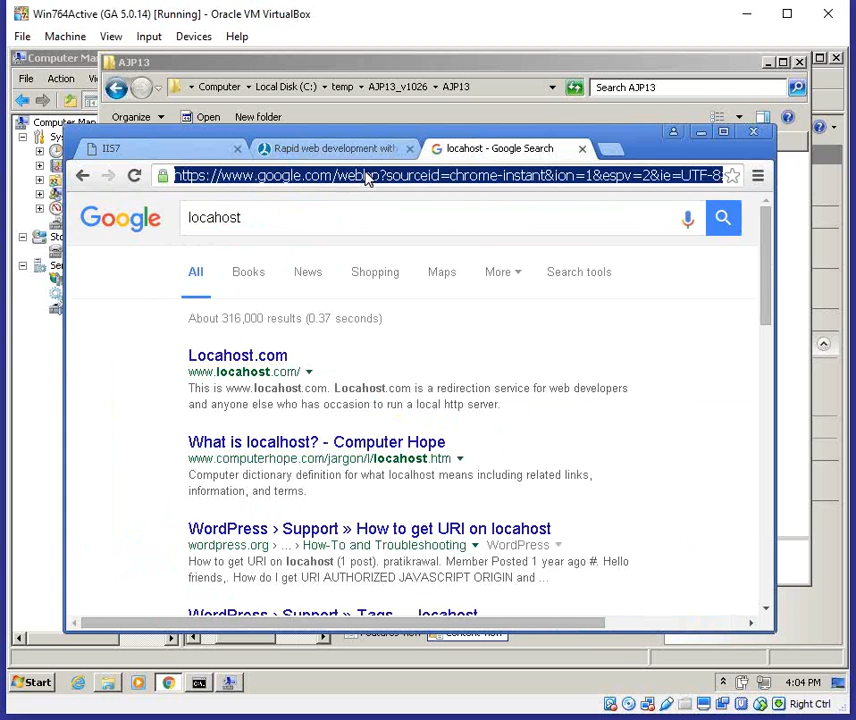 Win764Active (GA 5.0.14) [Running] - Oracle VM VirtualBox
File Machine View Input Devices Help
Computer Ma
AJP13
File Action
Computer Local Disk (C:) temp AJP13_v1026 AJP13
Search AJP13
Organize Open New folder
Computer Man
IIS7
Rapid web development with
locahost - Google Search
https://www.google.com/webhp?sourceid=chrome-instant&ion=1&espv=2&ie=UTF-8
Google
locahost
All Books News Shopping Maps More Search tools
About 316,000 results (0.37 seconds)
Locahost.com
www.locahost.com/
This is www.locahost.com. Locahost.com is a redirection service for web developers
and anyone else who has occasion to run a local http server.
What is localhost? - Computer Hope
www.computerhope.com/jargon/l/locahost.htm
Computer dictionary definition for what localhost means including related links,
information, and terms.
WordPress › Support » How to get URI on locahost
wordpress.org › ... › How-To and Troubleshooting WordPress
How to get URI on locahost (1 post). pratikrawal. Member Posted 1 year ago #. Hello
friends,. How do I get URI AUTHORIZED JAVASCRIPT ORIGIN and ...
Start
4:04 PM
Right Ctrl